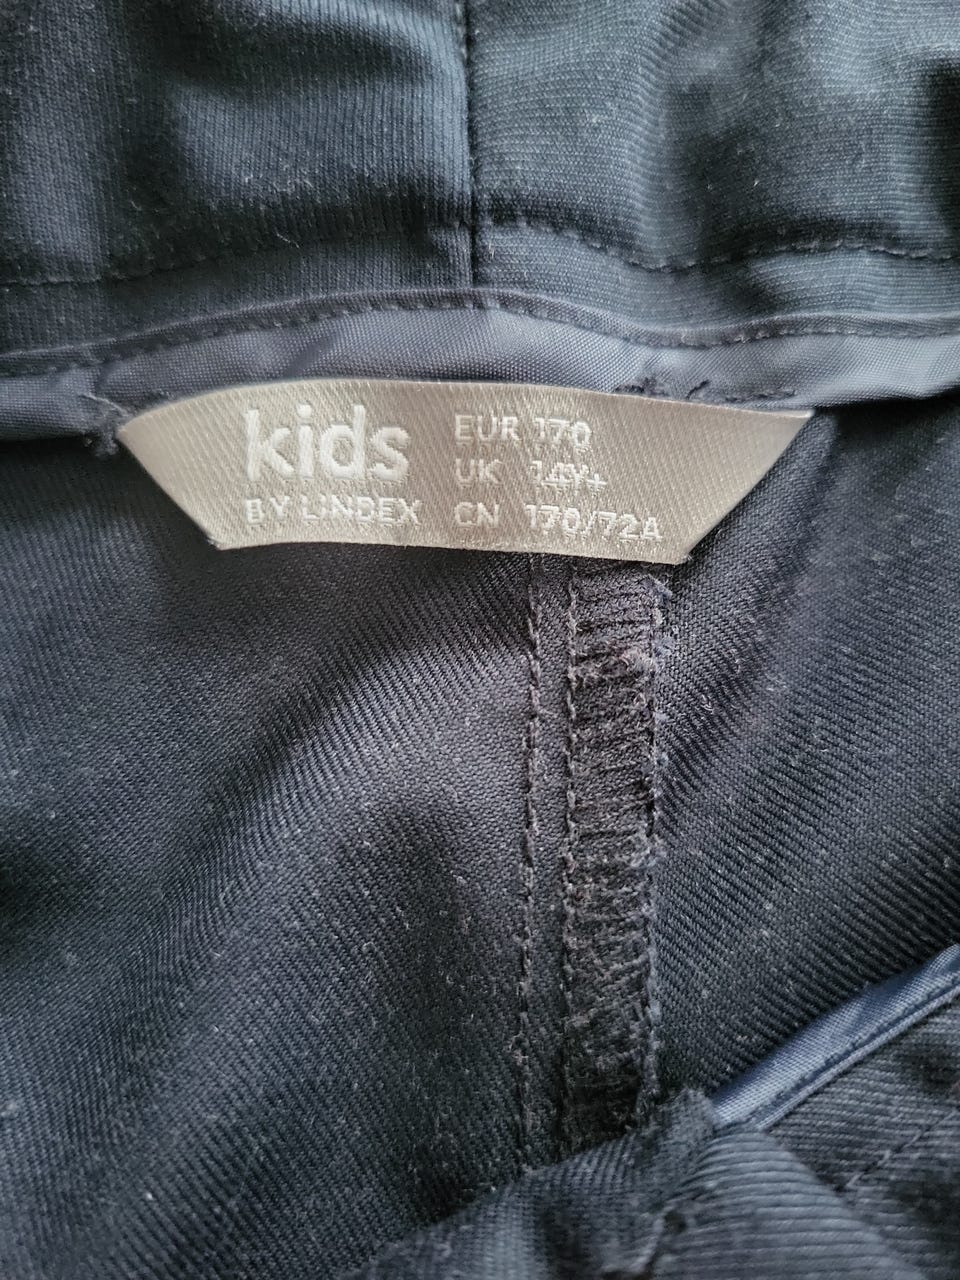 kids
BY LINDEX
EUR 170
UK 14Y+
CN 170/72A